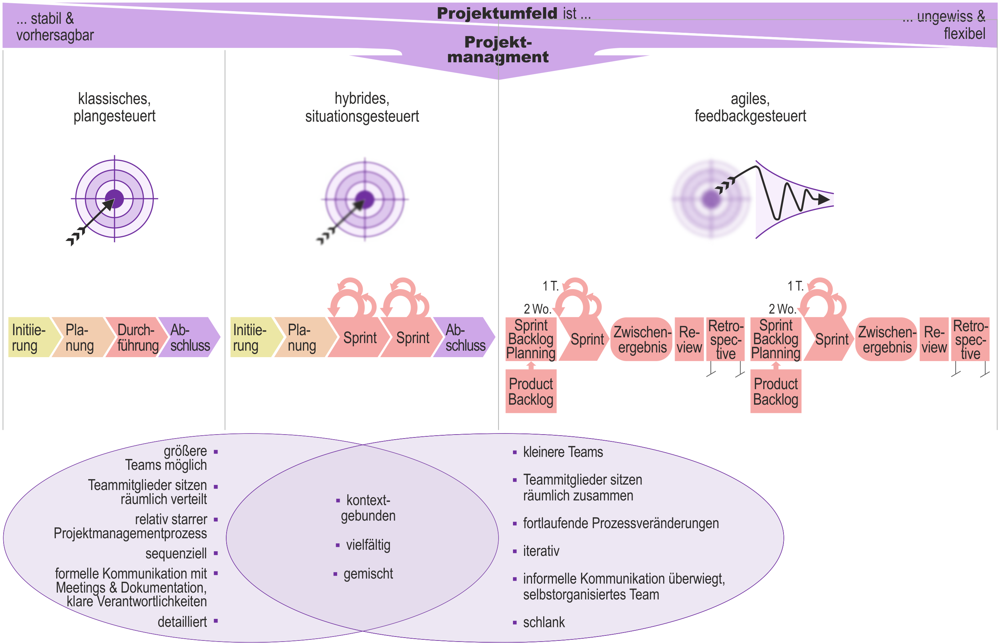 Projektumfeld ist ...
... stabil &
vorhersagbar
... ungewiss &
flexibel
Projekt-
managment
klassisches,
plangesteuert
hybrides,
situationsgesteuert
agiles,
feedbackgesteuert
Initiie-
rung
Pla-
nung
Durch-
führung
Ab-
schluss
Initiie-
rung
Pla-
nung
Sprint
Sprint
Ab-
schluss
1 T.
2 Wo.
Sprint
Backlog
Planning
Sprint
Zwischen-
ergebnis
Re-
view
Retro-
spec-
tive
Product
Backlog
1 T.
2 Wo.
Sprint
Backlog
Planning
Sprint
Zwischen-
ergebnis
Re-
view
Retro-
spec-
tive
Product
Backlog
größere
Teams möglich
Teammitglieder sitzen
räumlich verteilt
relativ starrer
Projektmanagementprozess
sequenziell
formelle Kommunikation mit
Meetings & Dokumentation,
klare Verantwortlichkeiten
detailliert
kontext-
gebunden
vielfältig
gemischt
kleinere Teams
Teammitglieder sitzen
räumlich zusammen
fortlaufende Prozessveränderungen
iterativ
informelle Kommunikation überwiegt,
selbstorganisiertes Team
schlank